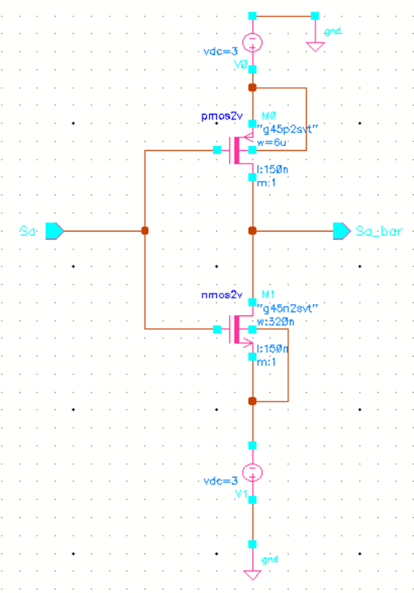 gnd
vdc=3
V0
pmos2v
M0
"g45p2svt"
w=6u
l:150n
m:1
Sa
Sa_bar
nmos2v
M1
"g45n2svt"
w:320n
l:150n
m:1
vdc=3
V1
gnd